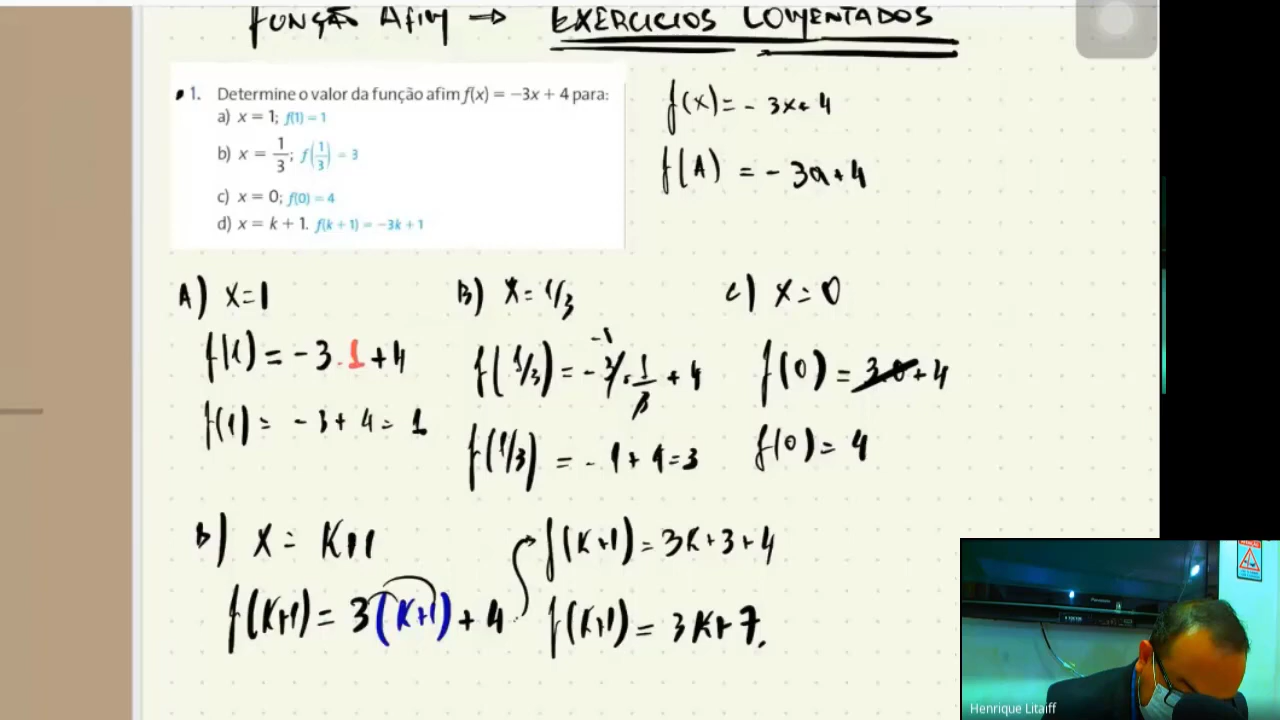 FUNÇÃO AFIM → EXERCÍCIOS COMENTADOS
1. Determine o valor da função afim f(x) = −3x + 4 para:
a) x = 1; f(1) = 1
b) x = 1/3; f(1/3) = 3
c) x = 0; f(0) = 4
d) x = k + 1. f(k + 1) = −3k + 1
f(x) = - 3x + 4
f(A) = - 3a + 4
A) x=1
f(1) = -3.1+4
f(1) = -3+4 = 1
B) x = 1/3
-1
f(1/3) = -3.1/3 + 4
f(1/3) = -1+4=3
c) x = 0
f(0) = 3.0+4
f(0) = 4
D) x = K+1
f(K+1) = 3(K+1) + 4
f(K+1) = 3K+3+4
f(K+1) = 3K+7.
Henrique Litaiff